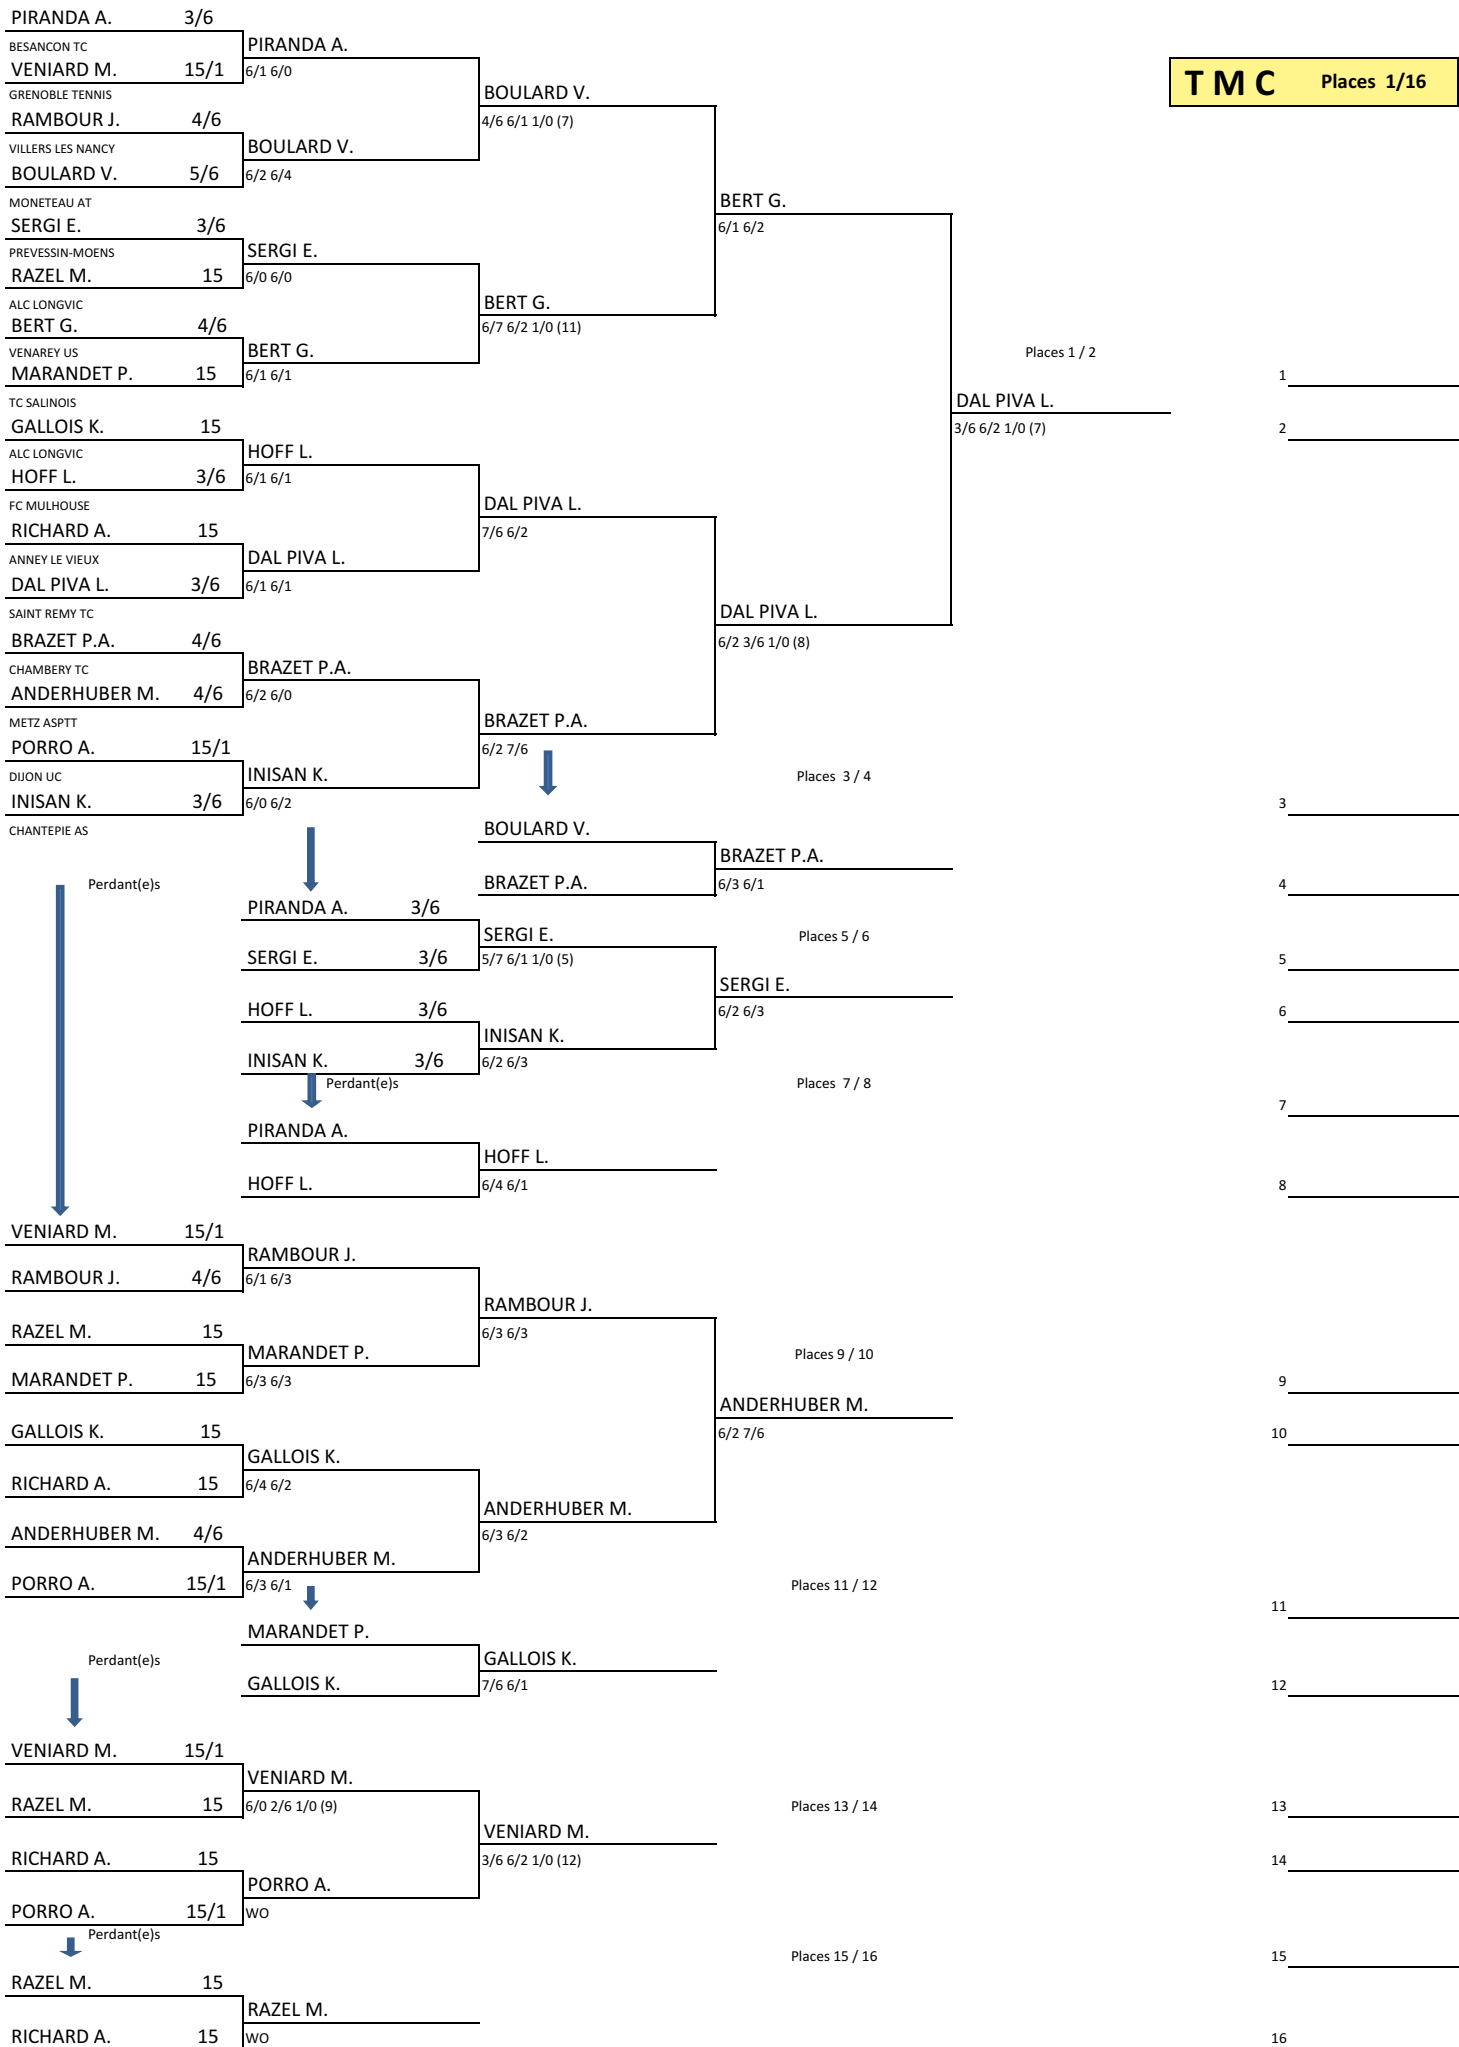 PIRANDA A. 3/6
BESANCON TC
PIRANDA A.
VENIARD M. 15/1
6/1 6/0
T M C Places 1/16
GRENOBLE TENNIS
BOULARD V.
RAMBOUR J. 4/6
4/6 6/1 1/0 (7)
VILLERS LES NANCY
BOULARD V.
BOULARD V. 5/6
6/2 6/4
MONETEAU AT
BERT G.
SERGI E. 3/6
6/1 6/2
PREVESSIN-MOENS
SERGI E.
RAZEL M. 15
6/0 6/0
ALC LONGVIC
BERT G.
BERT G. 4/6
6/7 6/2 1/0 (11)
VENAREY US
BERT G.
Places 1 / 2
MARANDET P. 15
6/1 6/1
1
TC SALINOIS
DAL PIVA L.
GALLOIS K. 15
3/6 6/2 1/0 (7)
2
ALC LONGVIC
HOFF L.
HOFF L. 3/6
6/1 6/1
FC MULHOUSE
DAL PIVA L.
RICHARD A. 15
7/6 6/2
ANNEY LE VIEUX
DAL PIVA L.
DAL PIVA L. 3/6
6/1 6/1
SAINT REMY TC
DAL PIVA L.
BRAZET P.A. 4/6
6/2 3/6 1/0 (8)
CHAMBERY TC
BRAZET P.A.
ANDERHUBER M. 4/6
6/2 6/0
METZ ASPTT
BRAZET P.A.
PORRO A. 15/1
6/2 7/6
DIJON UC
INISAN K.
Places 3 / 4
INISAN K. 3/6
6/0 6/2
3
CHANTEPIE AS
BOULARD V.
BRAZET P.A.
Perdant(e)s
BRAZET P.A.
6/3 6/1
4
PIRANDA A. 3/6
SERGI E.
Places 5 / 6
SERGI E. 3/6
5/7 6/1 1/0 (5)
5
SERGI E.
HOFF L. 3/6
6/2 6/3
6
INISAN K.
INISAN K. 3/6
6/2 6/3
Perdant(e)s
Places 7 / 8
7
PIRANDA A.
HOFF L.
HOFF L.
6/4 6/1
8
VENIARD M. 15/1
RAMBOUR J.
RAMBOUR J. 4/6
6/1 6/3
RAMBOUR J.
RAZEL M. 15
6/3 6/3
MARANDET P.
Places 9 / 10
MARANDET P. 15
6/3 6/3
9
ANDERHUBER M.
GALLOIS K. 15
6/2 7/6
10
GALLOIS K.
RICHARD A. 15
6/4 6/2
ANDERHUBER M.
ANDERHUBER M. 4/6
6/3 6/2
ANDERHUBER M.
PORRO A. 15/1
6/3 6/1
Places 11 / 12
11
MARANDET P.
Perdant(e)s
GALLOIS K.
GALLOIS K.
7/6 6/1
12
VENIARD M. 15/1
VENIARD M.
RAZEL M. 15
6/0 2/6 1/0 (9)
Places 13 / 14
13
VENIARD M.
RICHARD A. 15
3/6 6/2 1/0 (12)
14
PORRO A.
PORRO A. 15/1
WO
Perdant(e)s
Places 15 / 16
15
RAZEL M. 15
RAZEL M.
RICHARD A. 15
WO
16